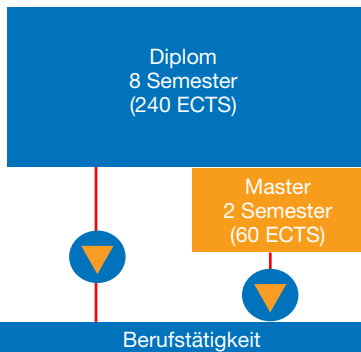 Diplom
8 Semester
(240 ECTS)
Master
2 Semester
(60 ECTS)
Berufstätigkeit